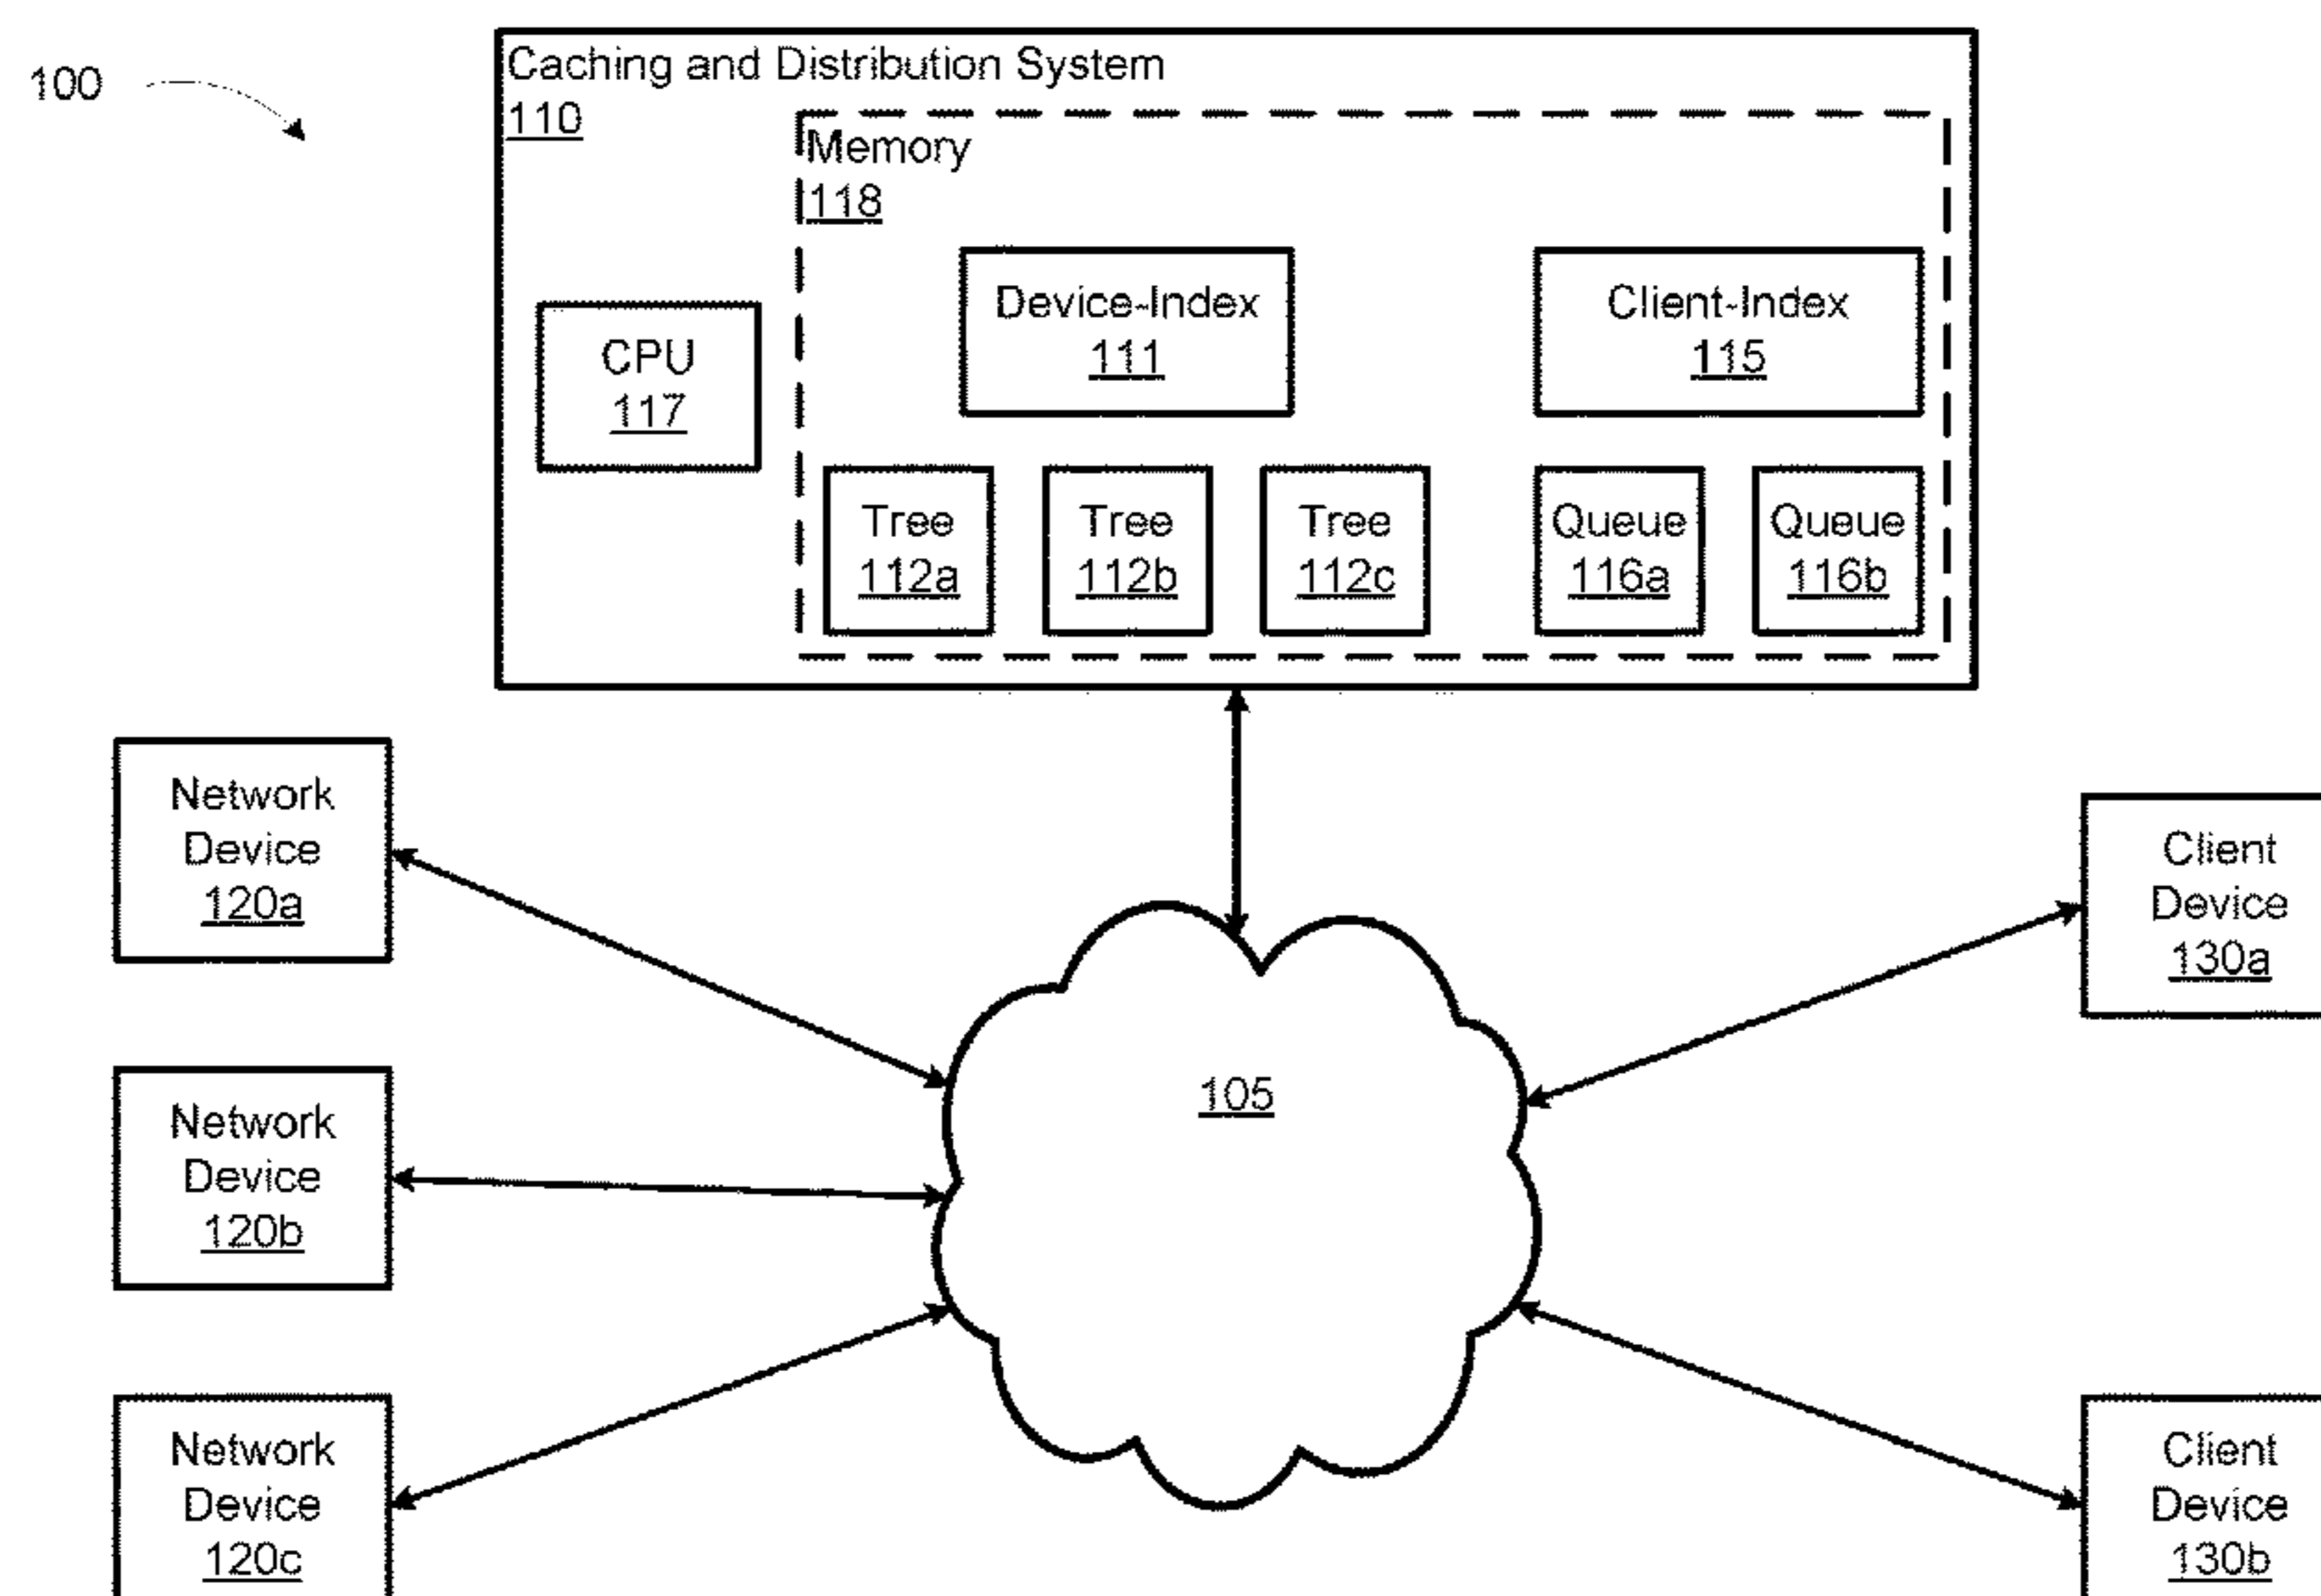 100
Caching and Distribution System
110
Memory
118
Device-Index
111
Client-Index
115
CPU
117
Tree
112a
Tree
112b
Tree
112c
Queue
116a
Queue
116b
Network
Device
120a
Client
Device
130a
105
Network
Device
120b
Network
Device
120c
Client
Device
130b